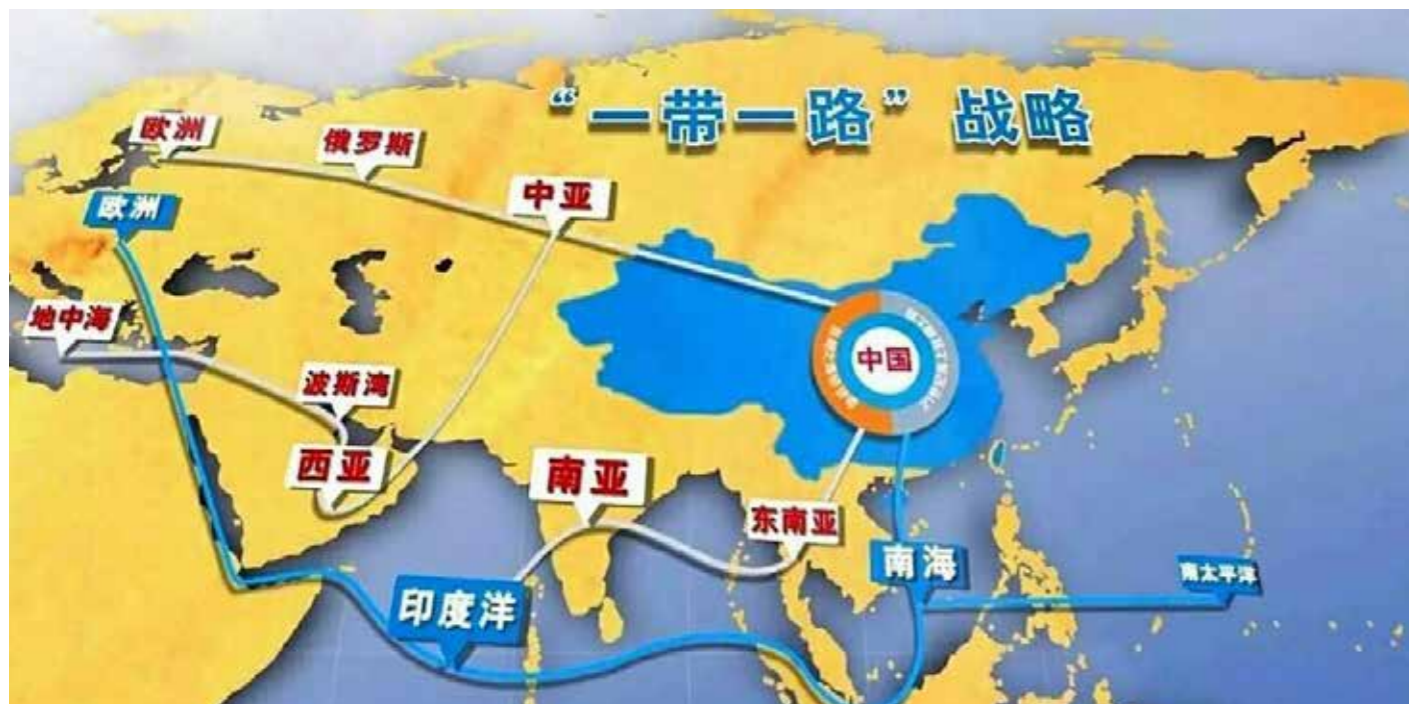 “一带一路” 战略
欧洲
俄罗斯
中亚
欧洲
地中海
波斯湾
中国
西亚
南亚
东南亚
南海
南太平洋
印度洋